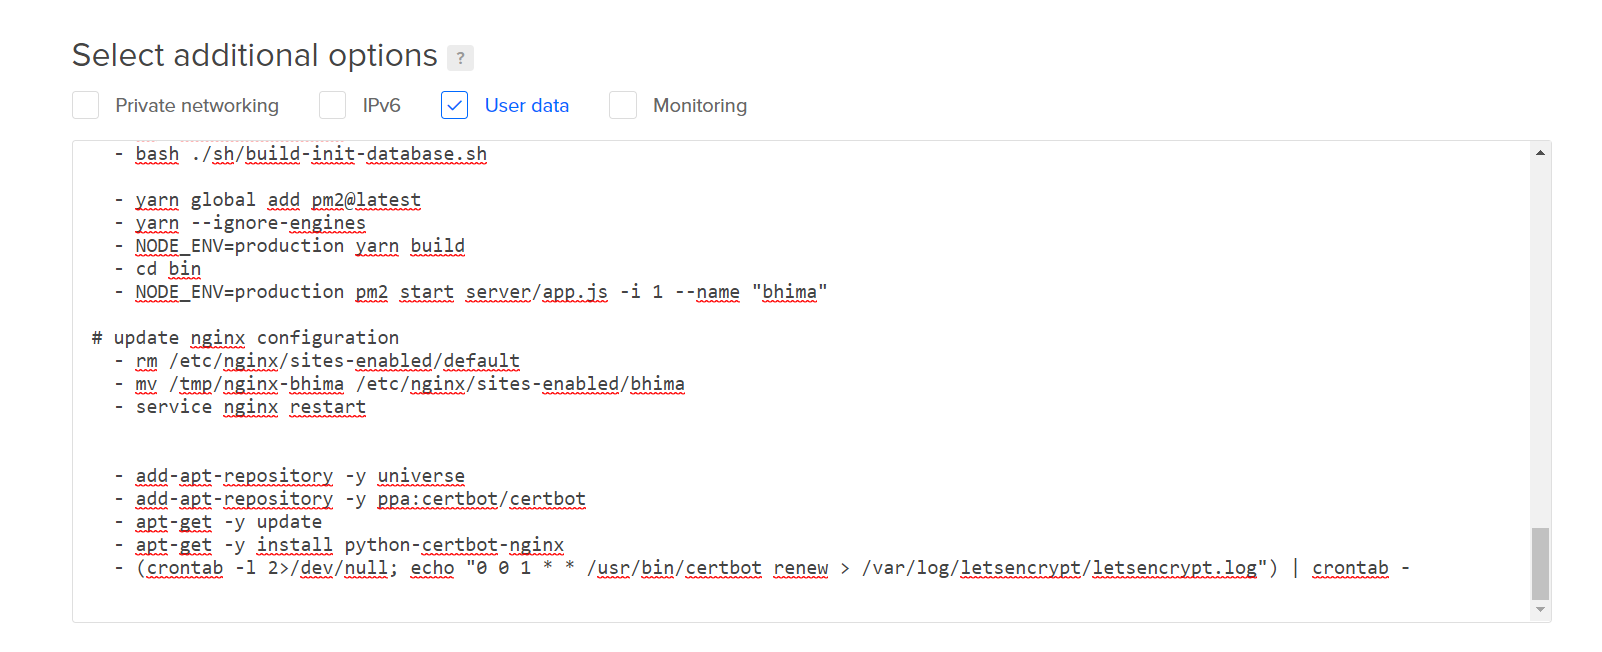 Select additional options ?
Private networking IPv6 User data Monitoring
- bash ./sh/build-init-database.sh
- yarn global add pm2@latest
- yarn --ignore-engines
- NODE_ENV=production yarn build
- cd bin
- NODE_ENV=production pm2 start server/app.js -i 1 --name "bhima"
# update nginx configuration
- rm /etc/nginx/sites-enabled/default
- mv /tmp/nginx-bhima /etc/nginx/sites-enabled/bhima
- service nginx restart
- add-apt-repository -y universe
- add-apt-repository -y ppa:certbot/certbot
- apt-get -y update
- apt-get -y install python-certbot-nginx
- (crontab -l 2>/dev/null; echo "0 0 1 * * /usr/bin/certbot renew > /var/log/letsencrypt/letsencrypt.log") | crontab -